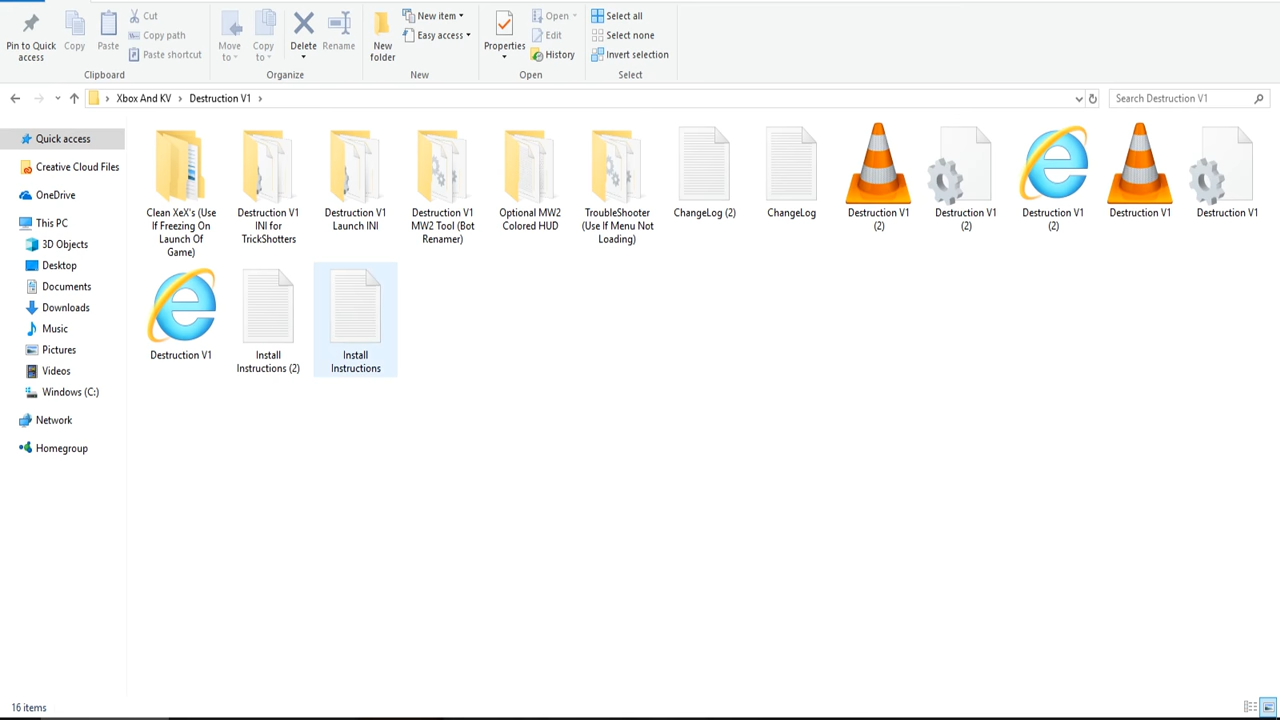 Pin to Quick access
Copy
Paste
Cut
Copy path
Paste shortcut
Clipboard
Move to
Copy to
Delete
Rename
Organize
New folder
New item
Easy access
New
Properties
Open
Edit
History
Open
Select all
Select none
Invert selection
Select
Xbox And KV
Destruction V1
Search Destruction V1
Quick access
Creative Cloud Files
OneDrive
This PC
3D Objects
Desktop
Documents
Downloads
Music
Pictures
Videos
Windows (C:)
Network
Homegroup
Clean XeX's (Use
If Freezing On
Launch Of
Game)
Destruction V1
INI for
TrickShotters
Destruction V1
Launch INI
Destruction V1
MW2 Tool (Bot
Renamer)
Optional MW2
Colored HUD
TroubleShooter
(Use If Menu Not
Loading)
ChangeLog (2)
ChangeLog
Destruction V1
(2)
Destruction V1
(2)
Destruction V1
(2)
Destruction V1
Destruction V1
Destruction V1
Install
Instructions (2)
Install
Instructions
16 items